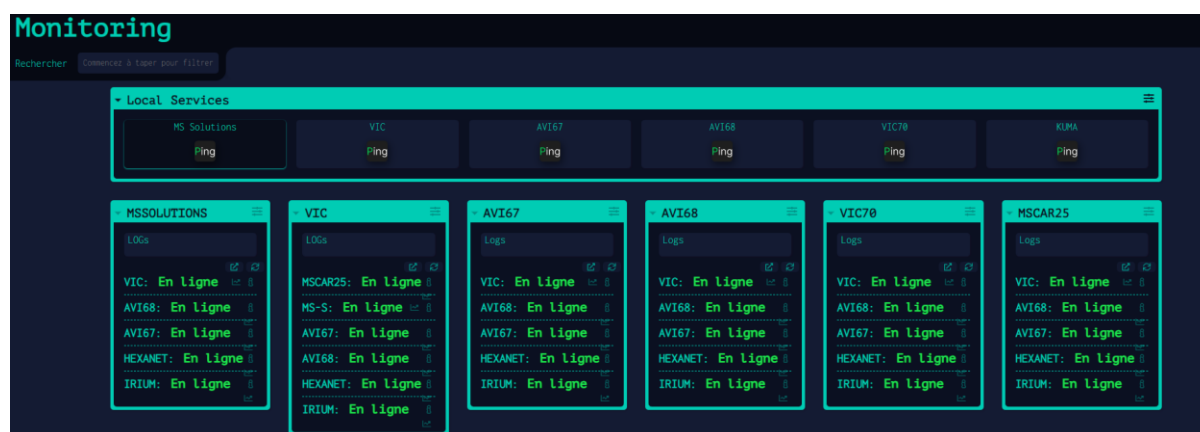 Monitoring
Rechercher Commencez à taper pour filtrer
Local Services
MS Solutions VIC AVI67 AVI68 VIC70 KUMA
Ping Ping Ping Ping Ping Ping
MSSOLUTIONS
LOGs
VIC: En ligne
AVI68: En ligne
AVI67: En ligne
HEXANET: En ligne
IRIUM: En ligne
VIC
LOGs
MSCAR25: En ligne
MS-S: En ligne
AVI67: En ligne
AVI68: En ligne
HEXANET: En ligne
IRIUM: En ligne
AVI67
Logs
VIC: En ligne
AVI68: En ligne
AVI67: En ligne
HEXANET: En ligne
IRIUM: En ligne
AVI68
Logs
VIC: En ligne
AVI68: En ligne
AVI67: En ligne
HEXANET: En ligne
IRIUM: En ligne
VIC70
Logs
VIC: En ligne
AVI68: En ligne
AVI67: En ligne
HEXANET: En ligne
IRIUM: En ligne
MSCAR25
Logs
VIC: En ligne
AVI68: En ligne
AVI67: En ligne
HEXANET: En ligne
IRIUM: En ligne